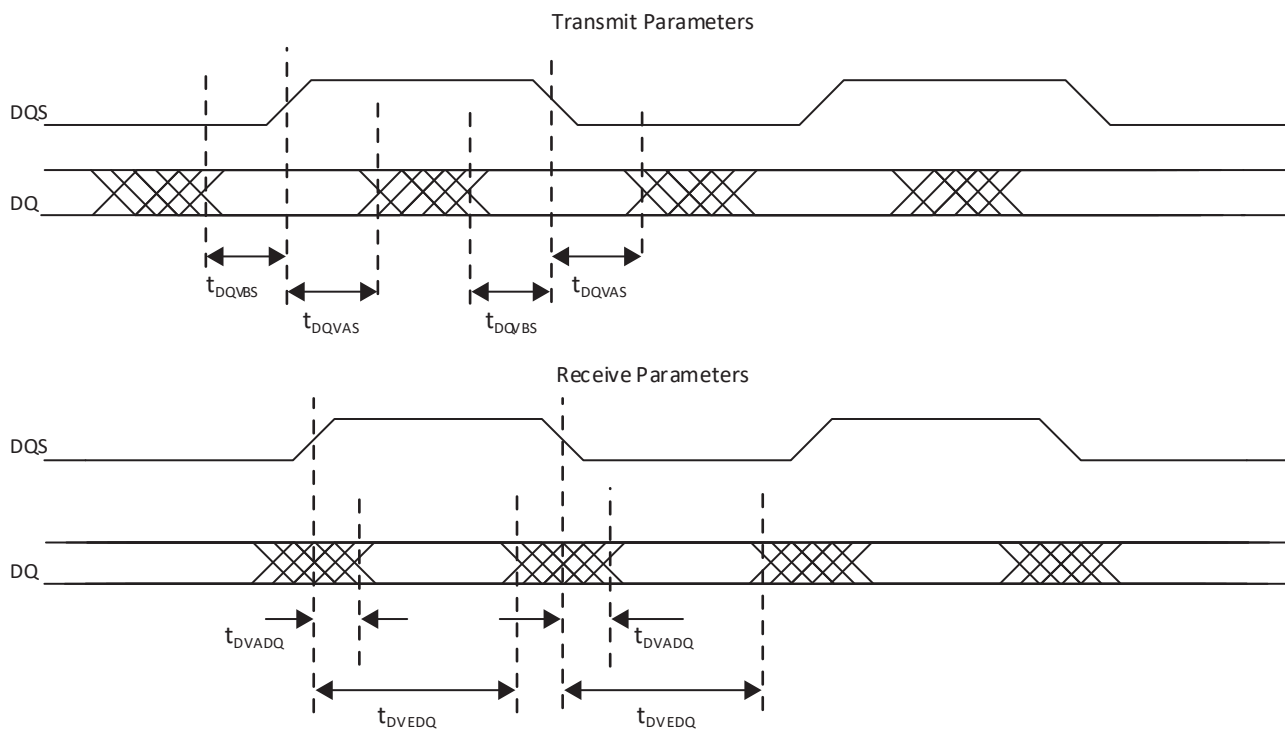 Transmit Parameters
DQS
DQ
tDQVBS
tDQVAS
tDQVAS
tDQVBS
Receive Parameters
DQS
DQ
tDVADQ
tDVADQ
tDVEDQ
tDVEDQ